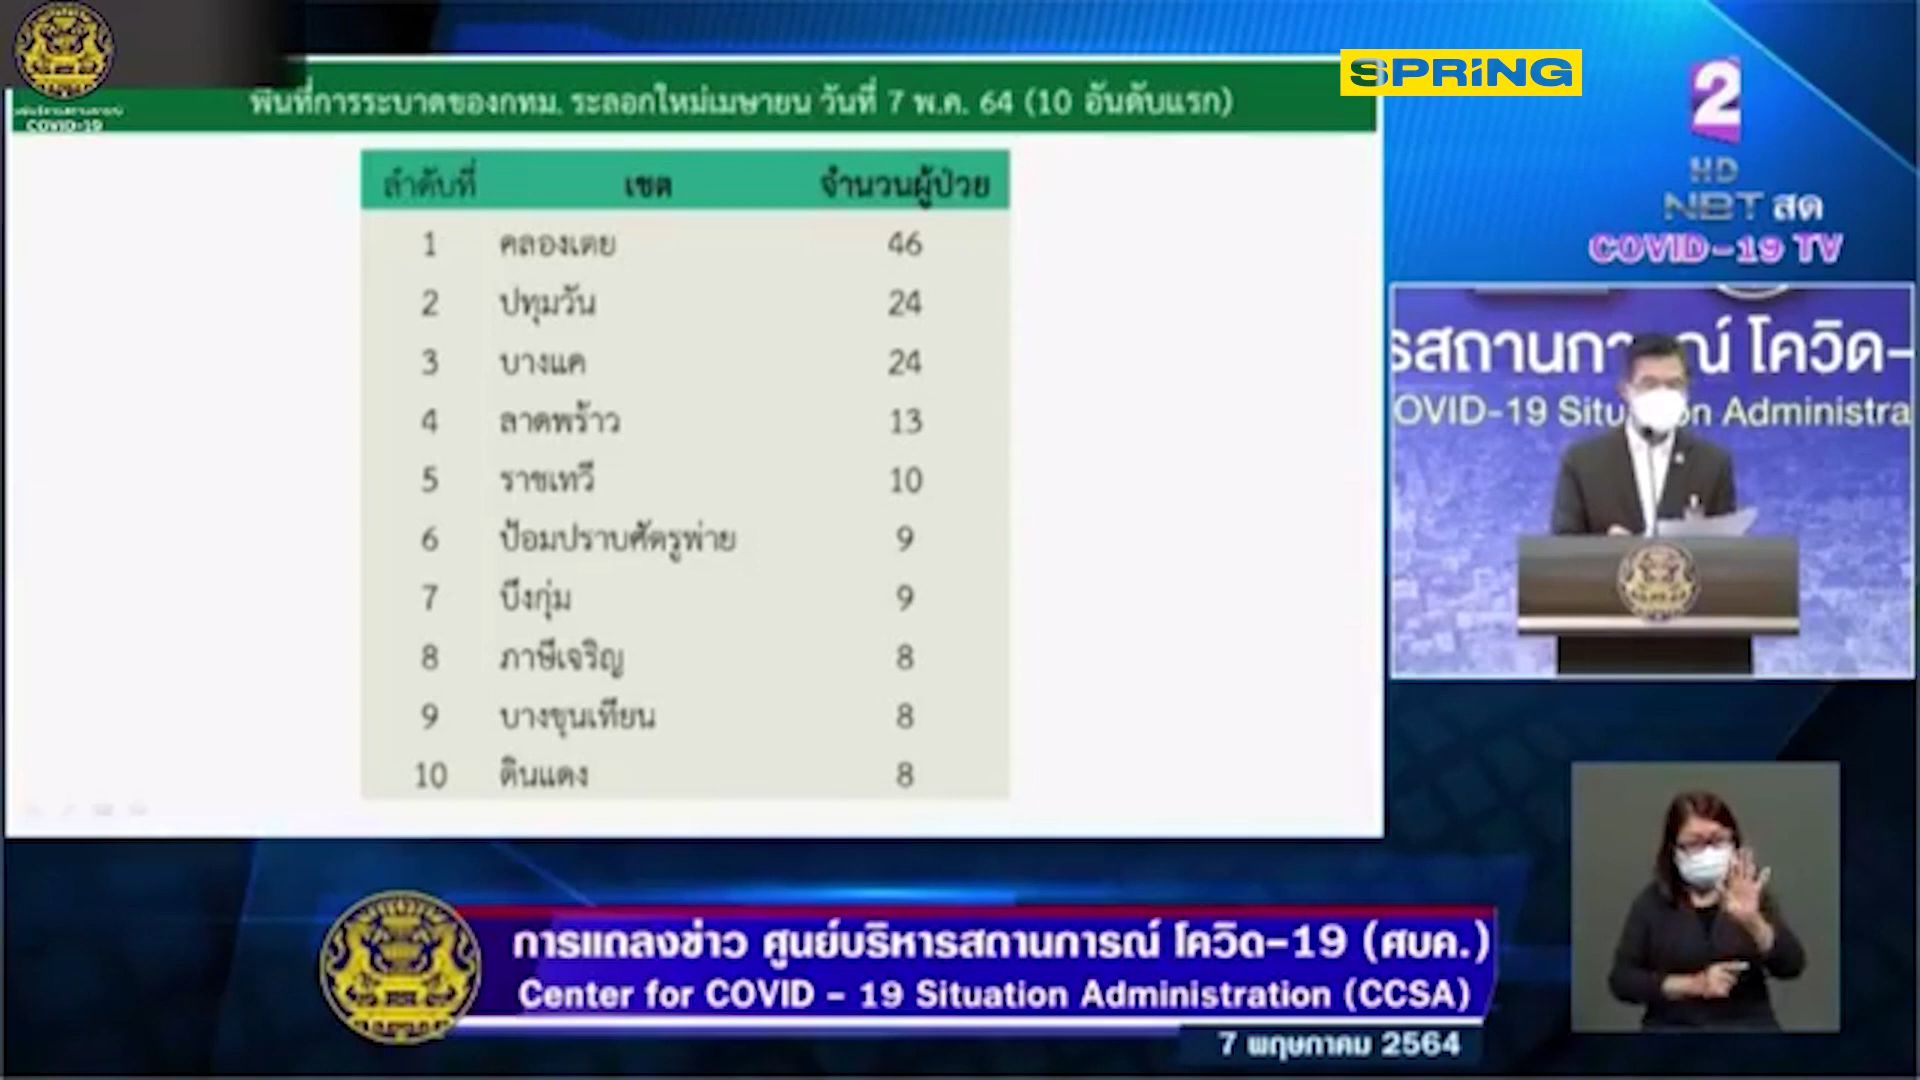 COVID-19
SPRiNG
พื้นที่การระบาดของกทม. ระลอกใหม่เมษายน วันที่ 7 พ.ค. 64 (10 อันดับแรก)
ลำดับที่ เขต จำนวนผู้ป่วย
1 คลองเตย 46
2 ปทุมวัน 24
3 บางแค 24
4 ลาดพร้าว 13
5 ราชเทวี 10
6 ป้อมปราบศัตรูพ่าย 9
7 บึงกุ่ม 9
8 ภาษีเจริญ 8
9 บางขุนเทียน 8
10 ดินแดง 8
2
HD
NBT สด
COVID-19 TV
รสถานการณ์ โควิด-
OVID-19 Situation Administra
การแถลงข่าว ศูนย์บริหารสถานการณ์ โควิด-19 (ศบค.)
Center for COVID - 19 Situation Administration (CCSA)
7 พฤษภาคม 2564